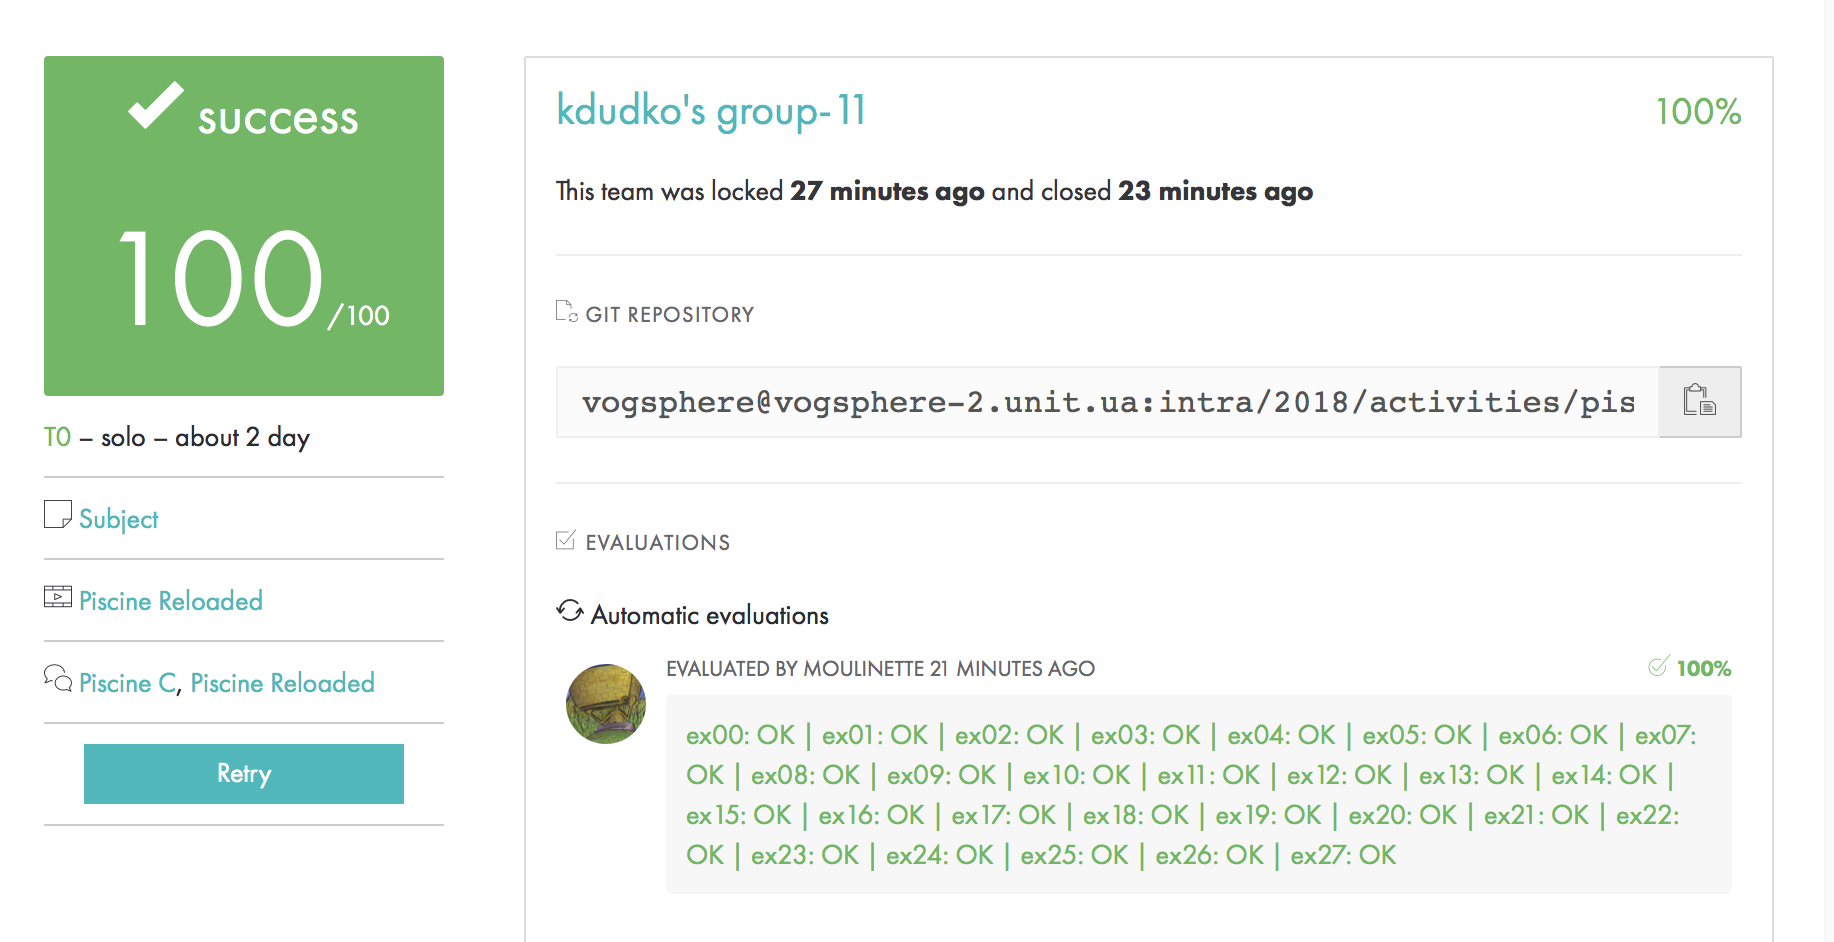 success
100/100
T0 – solo – about 2 day
Subject
Piscine Reloaded
Piscine C, Piscine Reloaded
Retry
kdudko's group-11
100%
This team was locked 27 minutes ago and closed 23 minutes ago
GIT REPOSITORY
vogsphere@vogsphere-2.unit.ua:intra/2018/activities/pis
EVALUATIONS
Automatic evaluations
EVALUATED BY MOULINETTE 21 MINUTES AGO
100%
ex00: OK | ex01: OK | ex02: OK | ex03: OK | ex04: OK | ex05: OK | ex06: OK | ex07:
OK | ex08: OK | ex09: OK | ex10: OK | ex11: OK | ex12: OK | ex13: OK | ex14: OK |
ex15: OK | ex16: OK | ex17: OK | ex18: OK | ex19: OK | ex20: OK | ex21: OK | ex22:
OK | ex23: OK | ex24: OK | ex25: OK | ex26: OK | ex27: OK